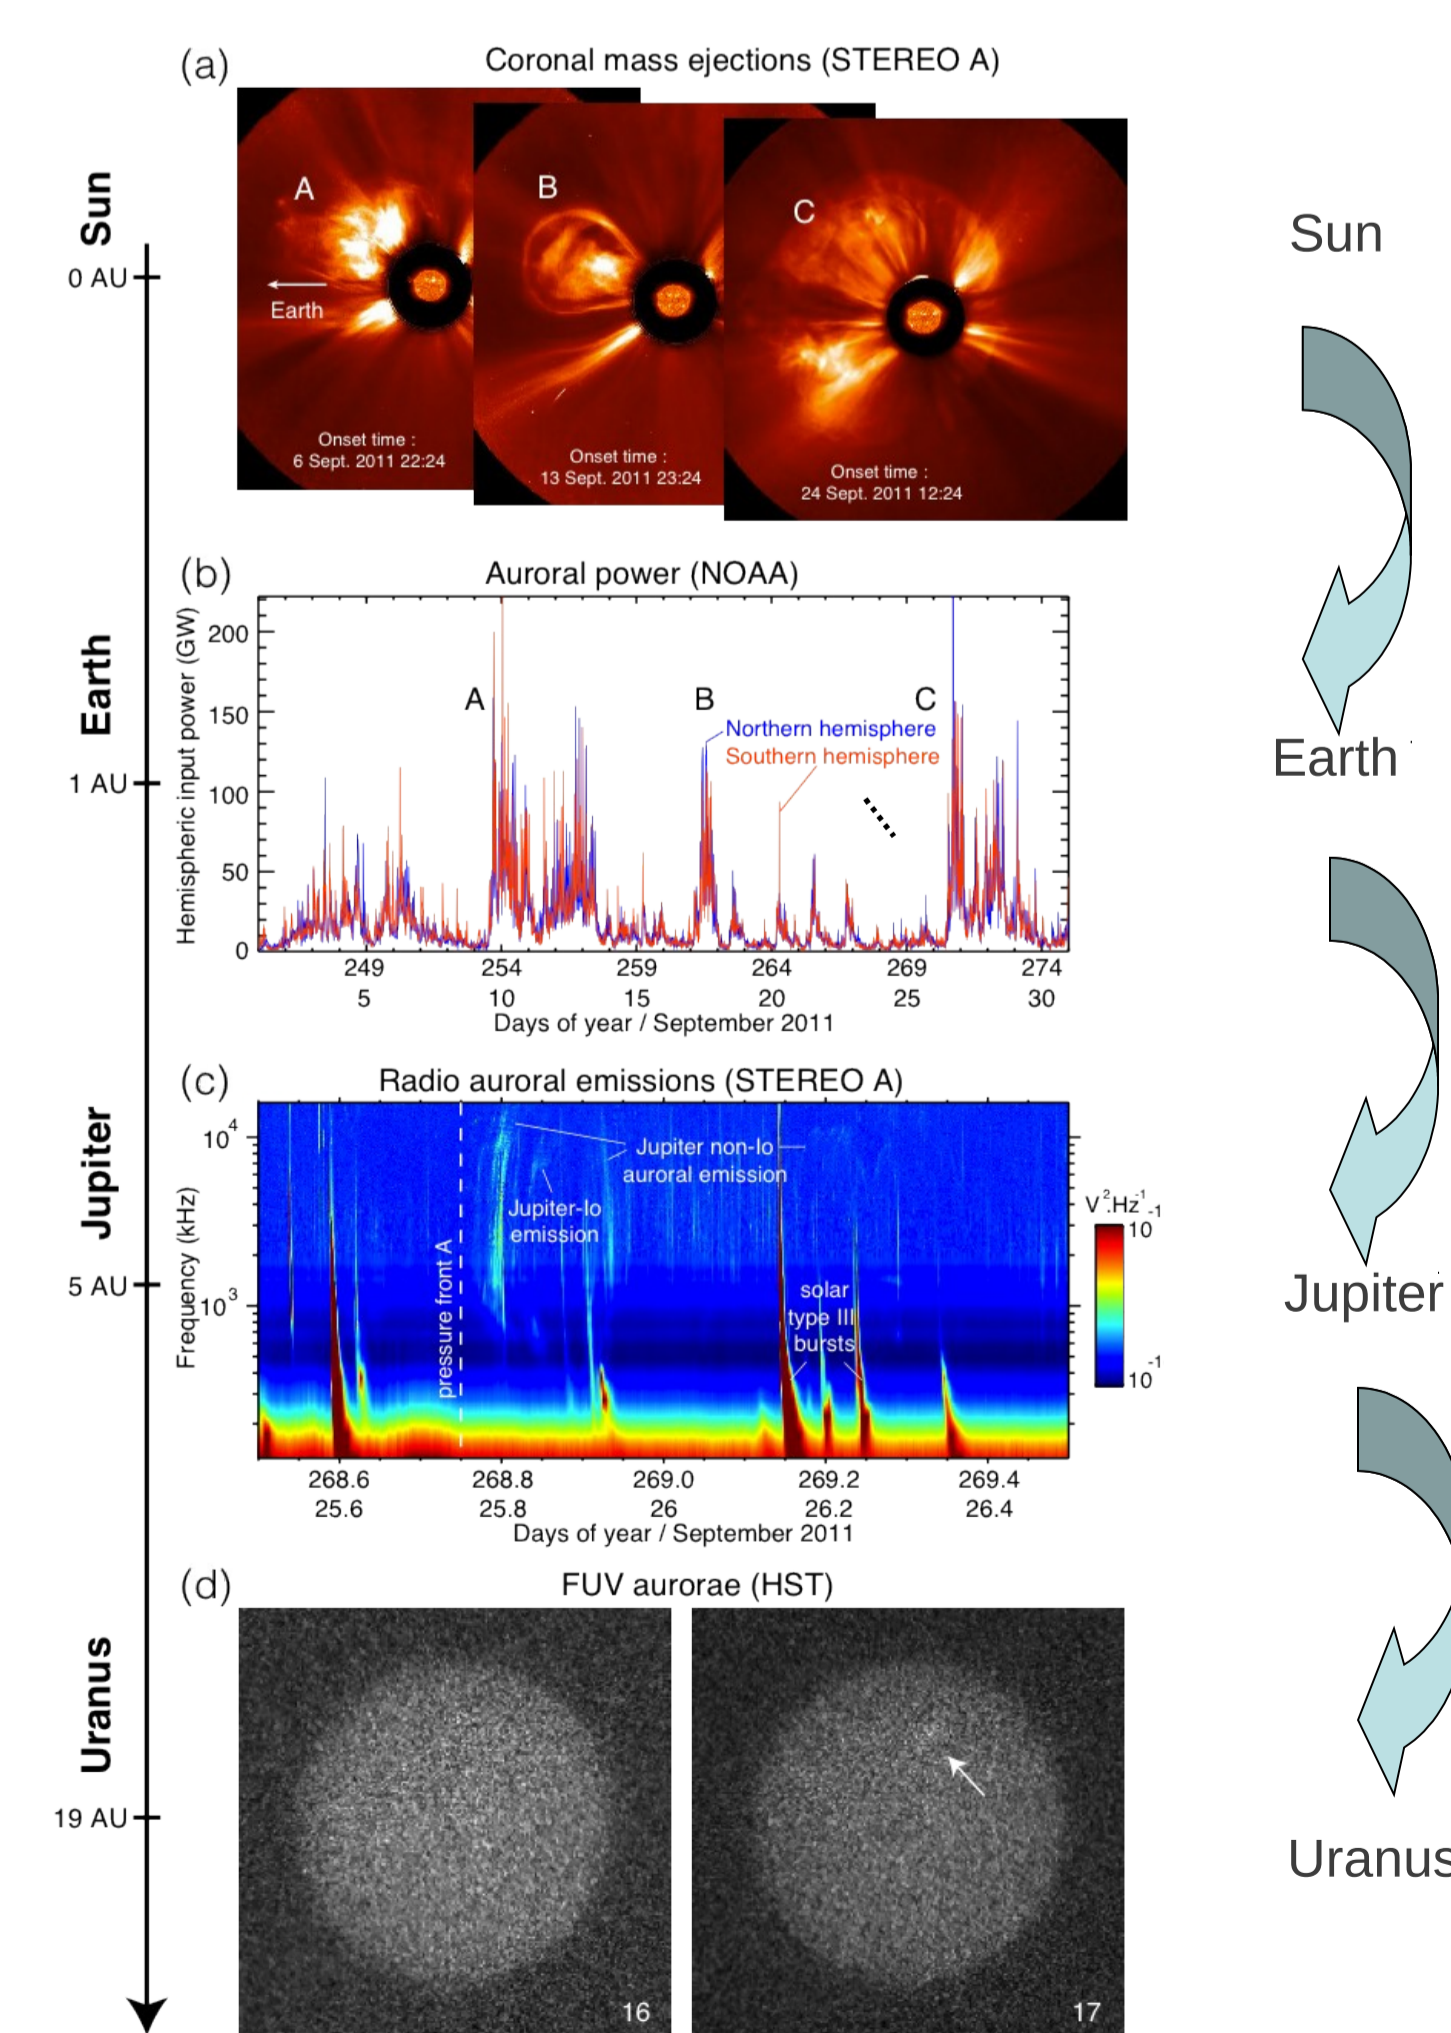 (a)
Coronal mass ejections (STEREO A)
Sun
0 AU
A
Earth
Onset time :
6 Sept. 2011 22:24
B
Onset time :
13 Sept. 2011 23:24
C
Onset time :
24 Sept. 2011 12:24
Sun
(b)
Auroral power (NOAA)
Earth
1 AU
Hemispheric input power (GW)
200
150
100
50
0
A
B
C
Northern hemisphere
Southern hemisphere
249
254
259
264
269
274
5
10
15
20
25
30
Days of year / September 2011
Earth
(c)
Radio auroral emissions (STEREO A)
Jupiter
5 AU
Frequency (kHz)
10^4
10^3
pressure front A
Jupiter non-Io
auroral emission
Jupiter-Io
emission
solar
type III
bursts
V^2.Hz^-1
10^-1
10^-1
268.6
268.8
269.0
269.2
269.4
25.6
25.8
26
26.2
26.4
Days of year / September 2011
Jupiter
(d)
FUV aurorae (HST)
Uranus
19 AU
16
17
Uranus